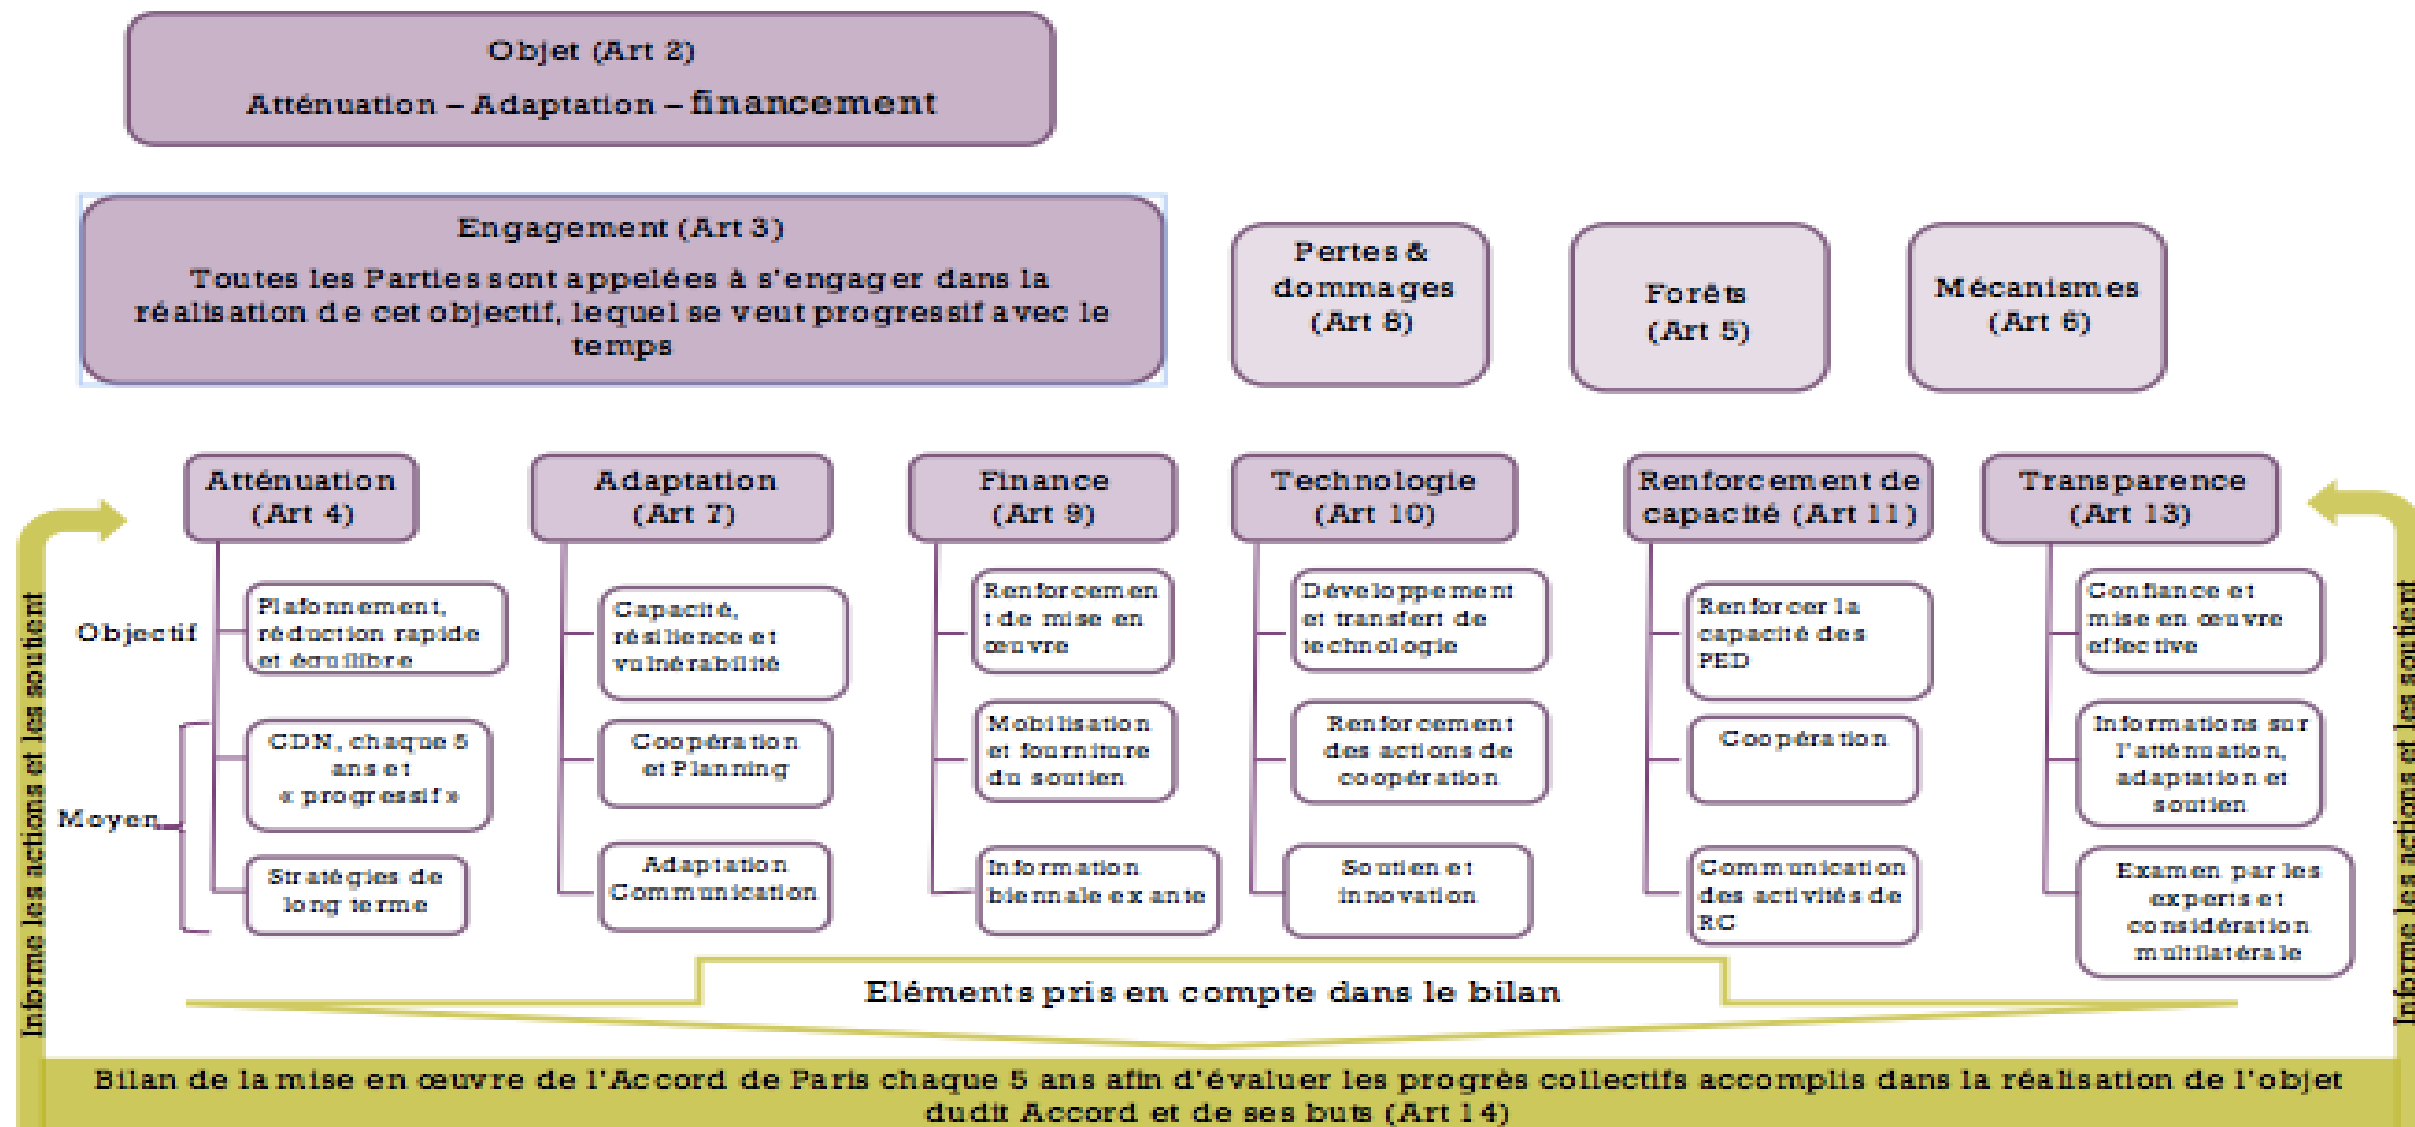 Objet (Art 2)
Atténuation – Adaptation – financement
Engagement (Art 3)
Toutes les Parties sont appelées à s'engager dans la
réalisation de cet objectif, lequel se veut progressif avec le
temps
Pertes &
dommages
(Art 8)
Forêts
(Art 5)
Mécanismes
(Art 6)
Atténuation
(Art 4)
Adaptation
(Art 7)
Finance
(Art 9)
Technologie
(Art 10)
Renforcement de
capacité (Art 11)
Transparence
(Art 13)
Objectif
Plafonnement,
réduction rapide
et équilibre
Capacité,
résilience et
vulnérabilité
Renforcemen
t de mise en
œuvre
Développement
et transfert de
technologie
Renforcer la
capacité des
PED
Confiance et
mise en œuvre
effective
Moyen
CDN, chaque 5
ans et
« progressif »
Coopération
et Planning
Mobilisation
et fourniture
du soutien
Renforcement
des actions de
coopération
Coopération
Informations sur
l'atténuation,
adaptation et
soutien
Stratégies de
long terme
Adaptation
Communication
Information
biennale ex ante
Soutien et
innovation
Communication
des activités de
RC
Examen par les
experts et
considération
multilatérale
Informe les actions et les soutient
Informe les actions et les soutient
Eléments pris en compte dans le bilan
Bilan de la mise en œuvre de l'Accord de Paris chaque 5 ans afin d'évaluer les progrès collectifs accomplis dans la réalisation de l'objet
dudit Accord et de ses buts (Art 14)